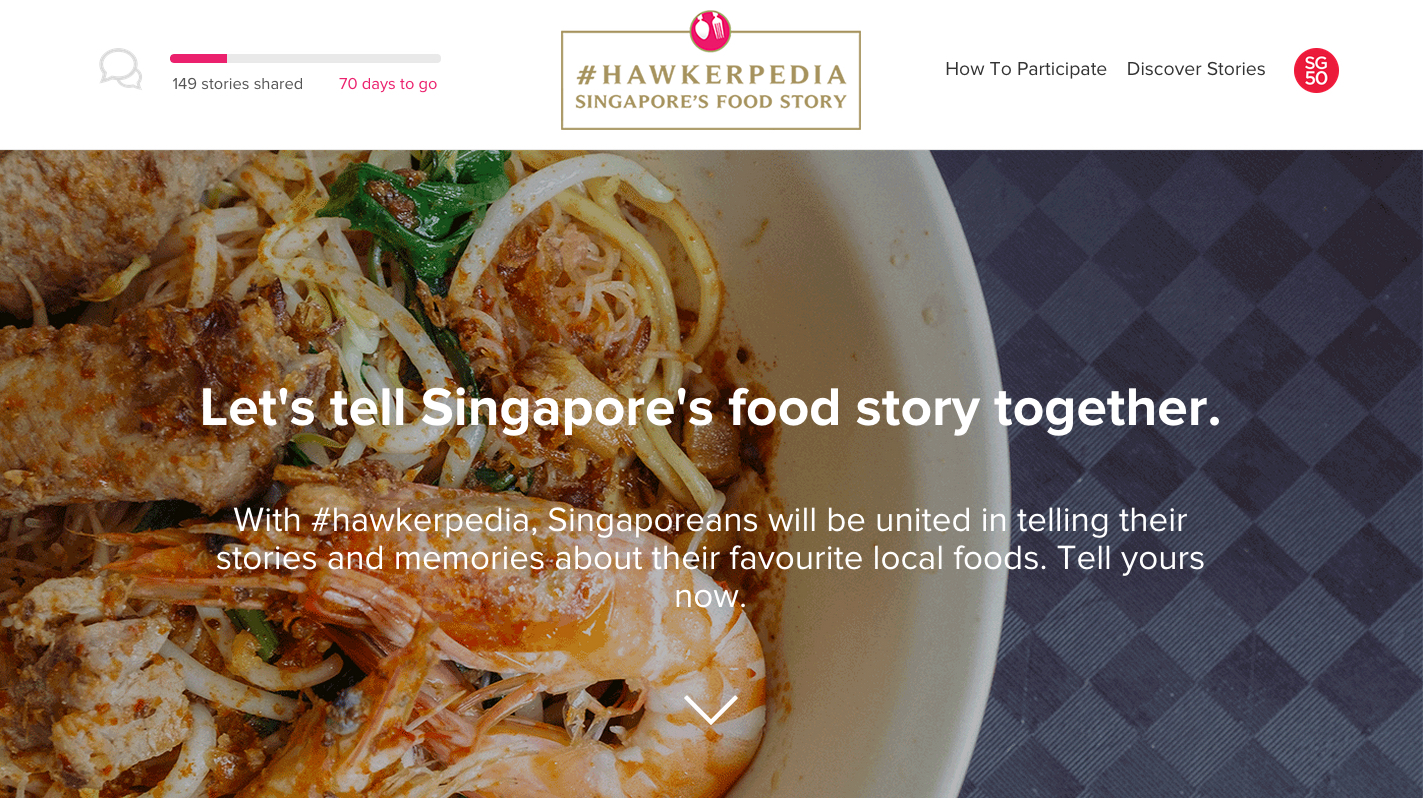 149 stories shared
70 days to go
#HAWKERPEDIA
SINGAPORE'S FOOD STORY
How To Participate
Discover Stories
SG
50
Let's tell Singapore's food story together.
With #hawkerpedia, Singaporeans will be united in telling their
stories and memories about their favourite local foods. Tell yours
now.